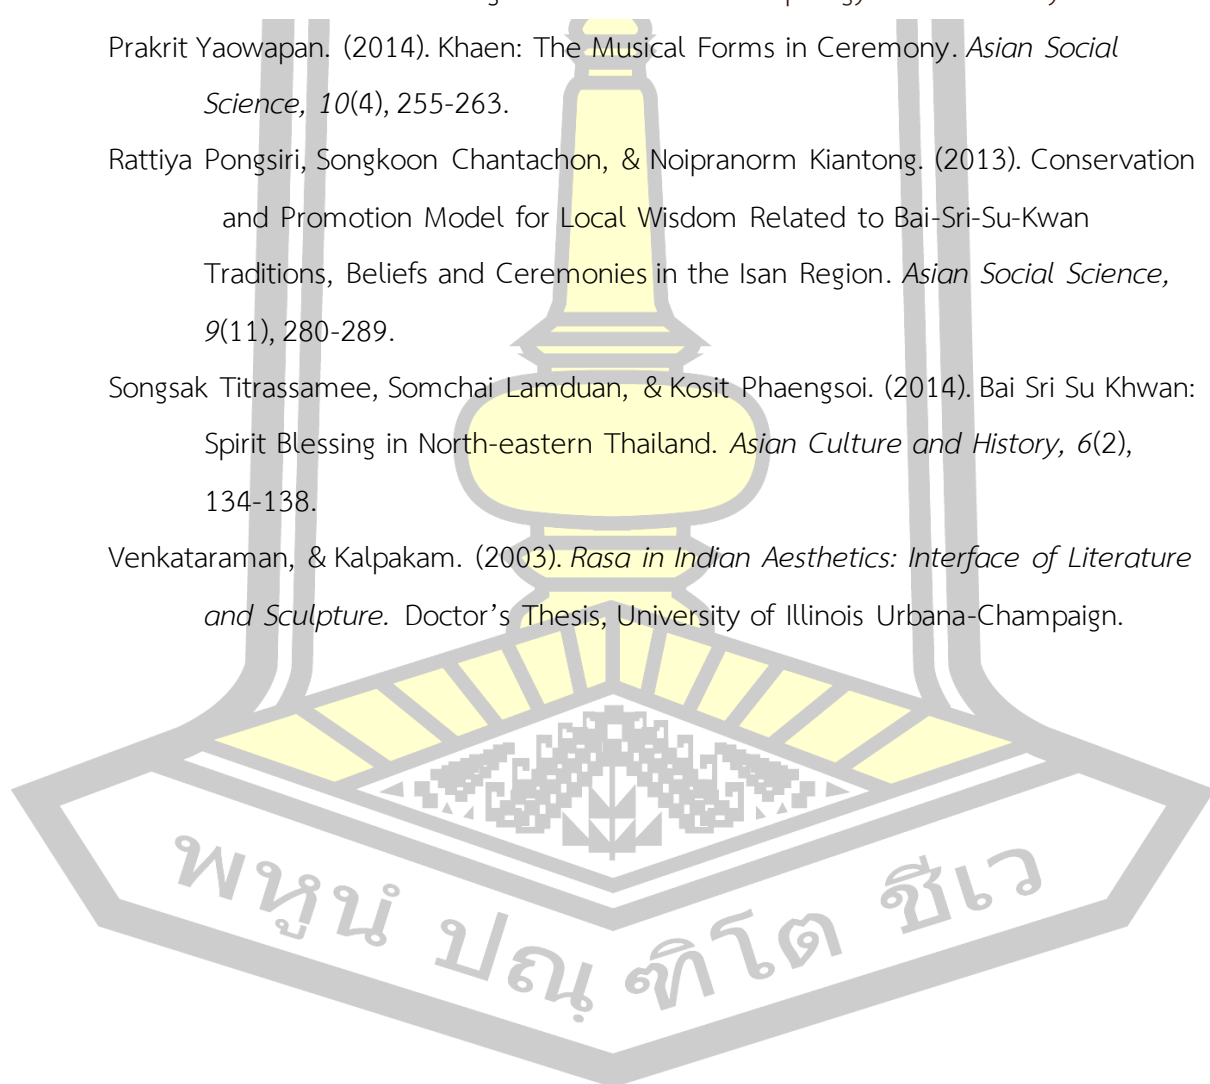 Prakrit Yaowapan. (2014). Khaen: The Musical Forms in Ceremony. Asian Social
Science, 10(4), 255-263.
Rattiya Pongsiri, Songkoon Chantachon, & Noipranorm Kiantong. (2013). Conservation
and Promotion Model for Local Wisdom Related to Bai-Sri-Su-Kwan
Traditions, Beliefs and Ceremonies in the Isan Region. Asian Social Science,
9(11), 280-289.
Songsak Titrassamee, Somchai Lamduan, & Kosit Phaengsoi. (2014). Bai Sri Su Khwan:
Spirit Blessing in North-eastern Thailand. Asian Culture and History, 6(2),
134-138.
Venkataraman, & Kalpakam. (2003). Rasa in Indian Aesthetics: Interface of Literature
and Sculpture. Doctor’s Thesis, University of Illinois Urbana-Champaign.
พหูนํ ปณฺ ฑิโต ชีเว